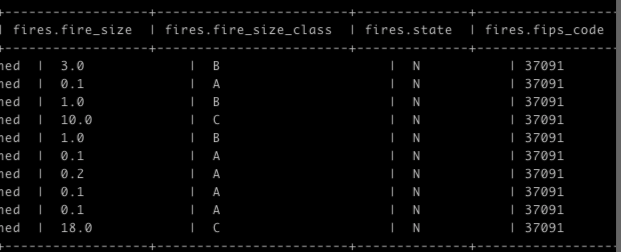 | fires.fire_size | fires.fire_size_class | fires.state | fires.fips_code
ned | 3.0 | B | N | 37091
ned | 0.1 | A | N | 37091
ned | 1.0 | B | N | 37091
ned | 10.0 | C | N | 37091
ned | 1.0 | B | N | 37091
ned | 0.1 | A | N | 37091
ned | 0.2 | A | N | 37091
ned | 0.1 | A | N | 37091
ned | 0.1 | A | N | 37091
ned | 18.0 | C | N | 37091